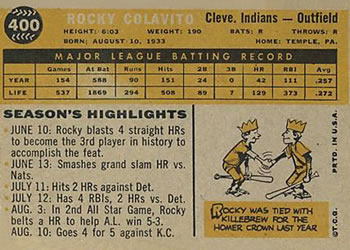 400
ROCKY COLAVITO
Cleve. Indians — Outfield
HEIGHT: 6:03 WEIGHT: 190 BATS: R THROWS: R
BORN: AUGUST 10, 1933 HOME: TEMPLE, PA.
MAJOR LEAGUE BATTING RECORD
Games At Bat Runs Hits 2B 3B HR R.B.I. Avg.
YEAR 154 588 90 151 24 0 42 111 .257
LIFE 537 1869 294 508 89 7 129 373 .272
SEASON'S HIGHLIGHTS
•JUNE 10: Rocky blasts 4 straight HRs
to become the 3rd player in history to
accomplish the feat.
•JUNE 13: Smashes grand slam HR vs.
Nats.
•JULY 11: Hits 2 HRs against Det.
•JULY 12: Has 4 RBIs, 2 HRs vs. Det.
•AUG. 3: In 2nd All Star Game, Rocky
belts a HR to help A.L. win 5-3.
•AUG. 10: Goes 4 for 5 against K.C.
ROCKY WAS TIED WITH
KILLEBREW FOR THE
HOMER CROWN LAST YEAR
©T.C.G. PRTD. IN U.S.A.